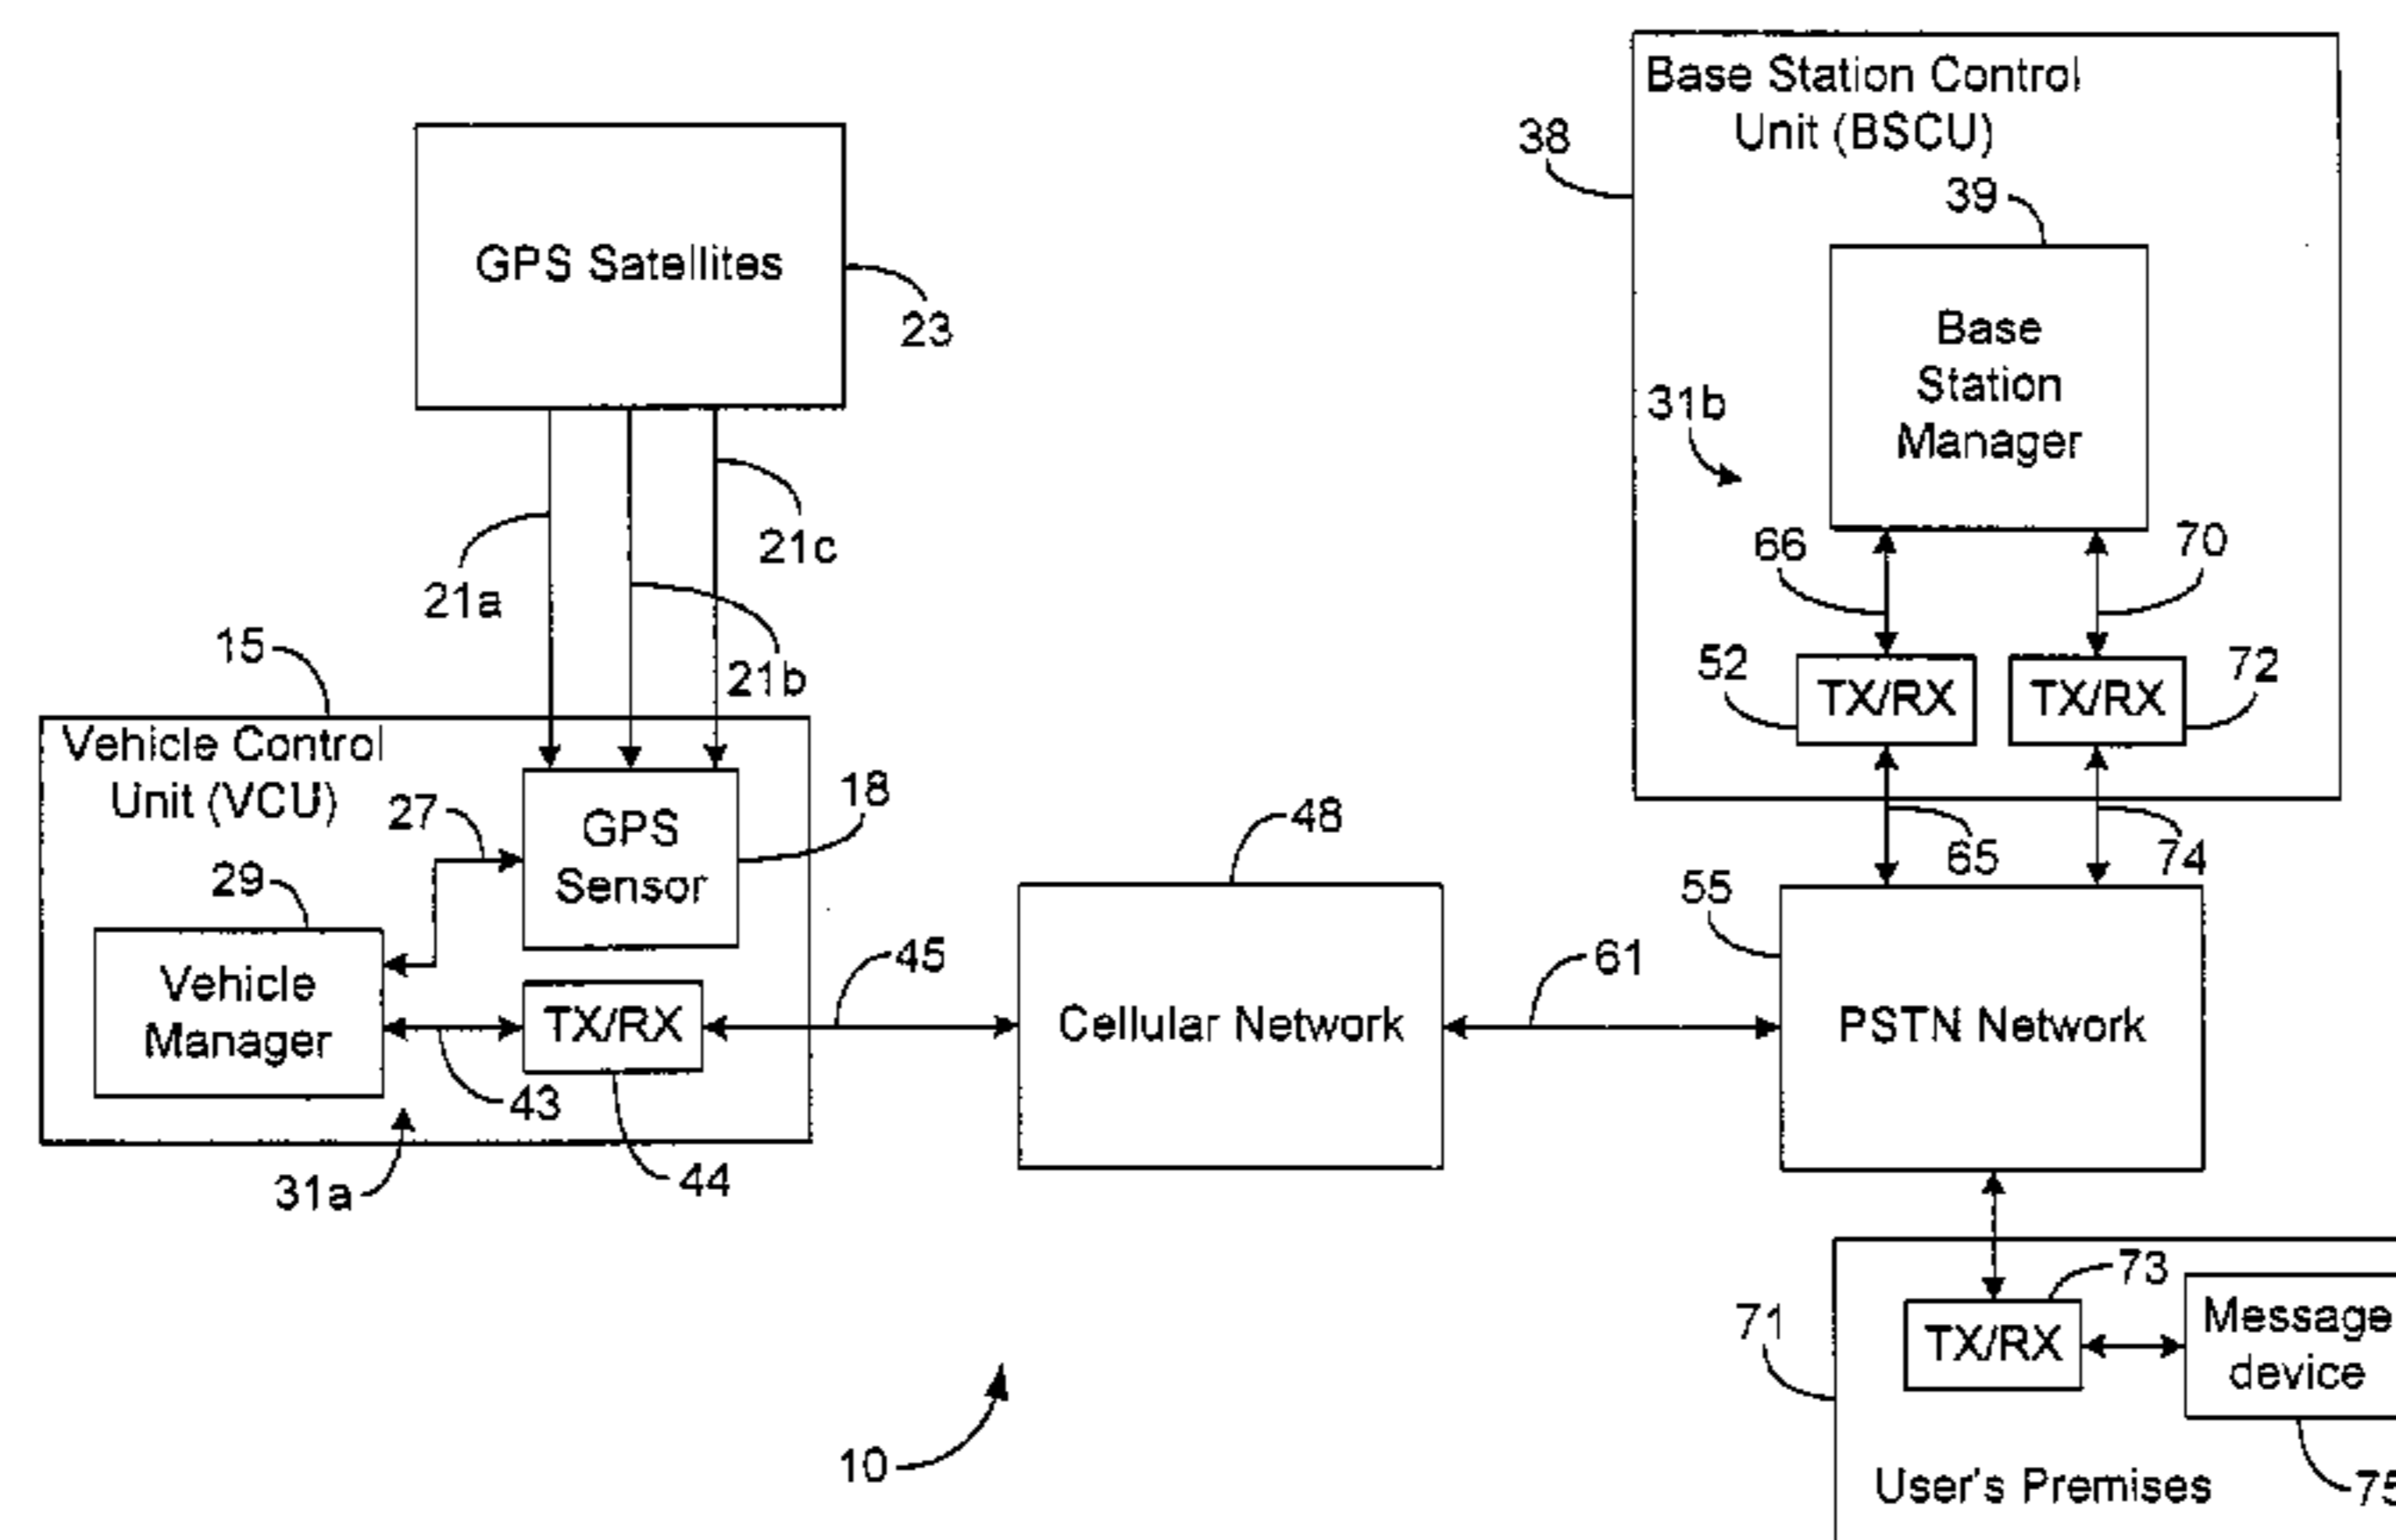 Base Station Control
Unit (BSCU)
38
39
GPS Satellites
23
Base
Station
Manager
31b
21a
21c
21b
66
70
52
TX/RX
TX/RX
72
15
Vehicle Control
Unit (VCU)
27
GPS
Sensor
18
29
Vehicle
Manager
43
TX/RX
44
31a
45
48
Cellular Network
61
65
74
55
PSTN Network
73
71
TX/RX
Message
device
75
User's Premises
10